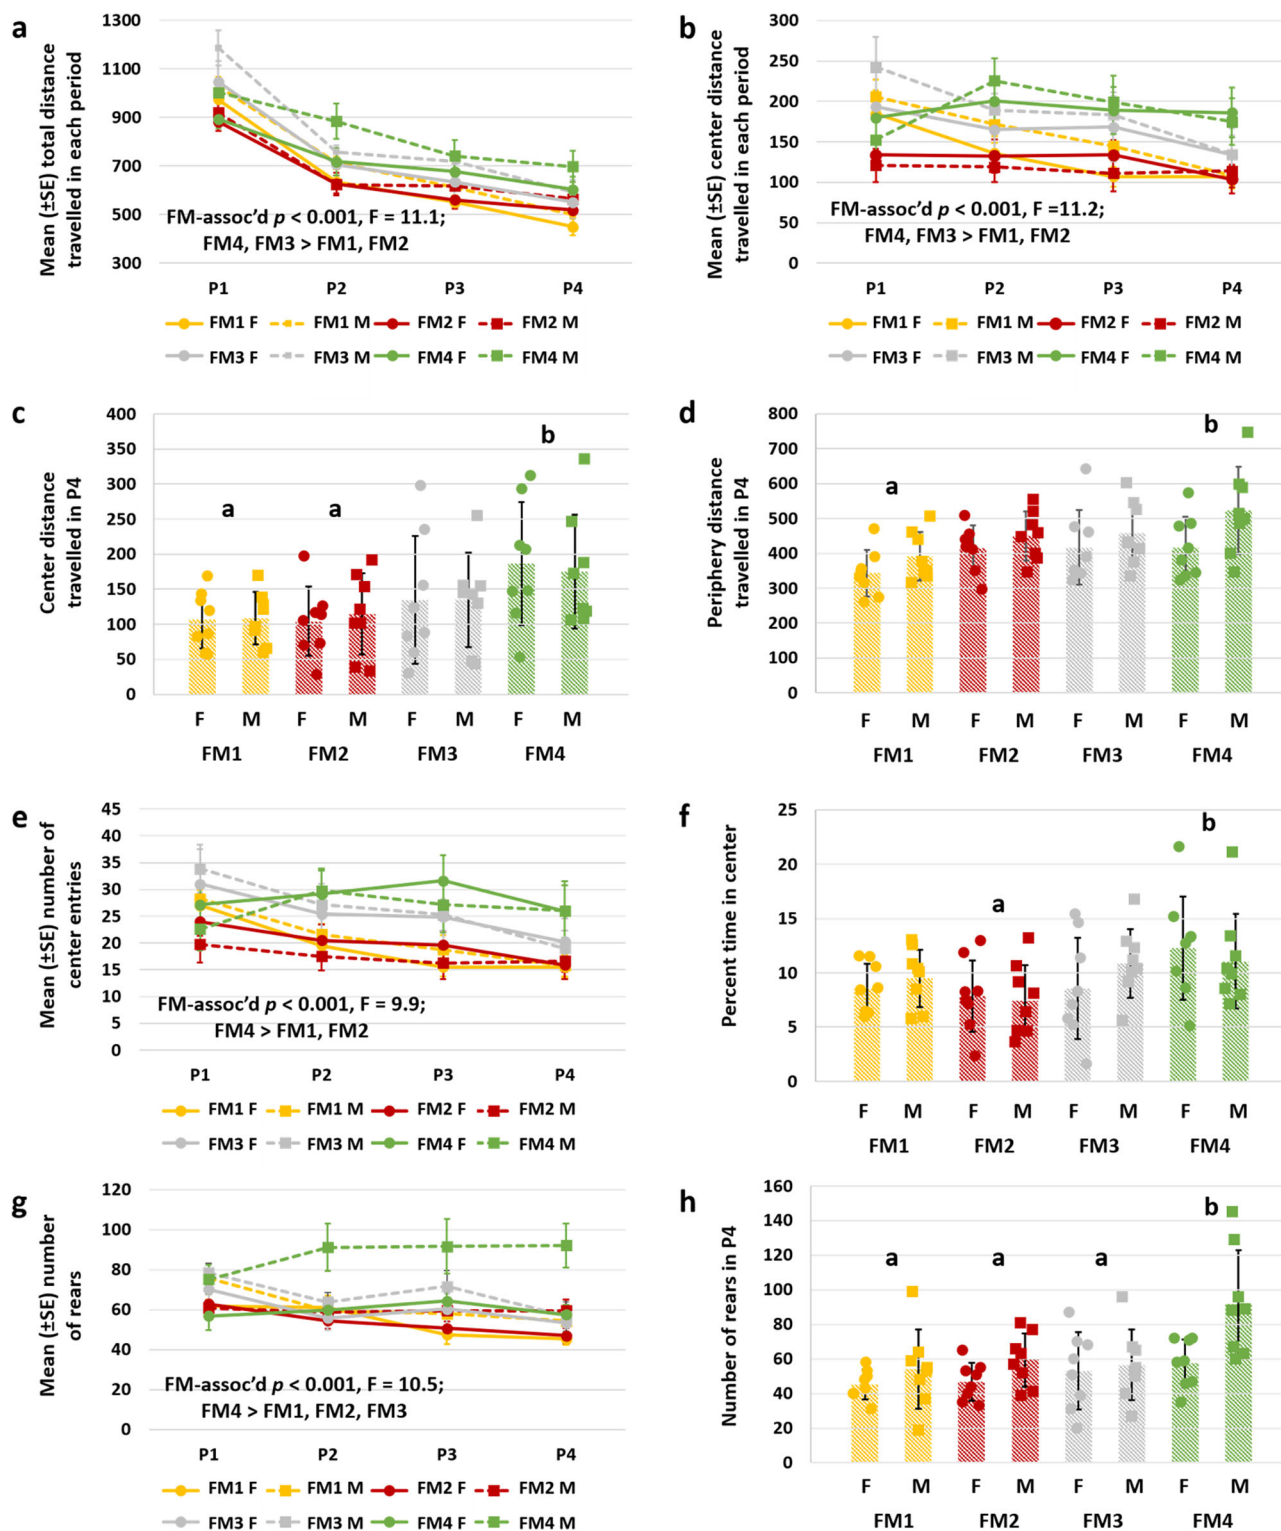 a
Mean (±SE) total distance
travelled in each period
1300
1100
900
700
500
300
FM-assoc'd p < 0.001, F = 11.1;
FM4, FM3 > FM1, FM2
P1 P2 P3 P4
FM1 F FM1 M FM2 F FM2 M
FM3 F FM3 M FM4 F FM4 M
b
Mean (±SE) center distance
travelled in each period
300
250
200
150
100
50
0
FM-assoc'd p < 0.001, F =11.2;
FM4, FM3 > FM1, FM2
P1 P2 P3 P4
FM1 F FM1 M FM2 F FM2 M
FM3 F FM3 M FM4 F FM4 M
c
Center distance
travelled in P4
400
350
300
250
200
150
100
50
0
a a b
F M F M F M F M
FM1 FM2 FM3 FM4
d
Periphery distance
travelled in P4
800
700
600
500
400
300
200
100
0
a b
F M F M F M F M
FM1 FM2 FM3 FM4
e
Mean (±SE) number of
center entries
45
40
35
30
25
20
15
10
5
0
FM-assoc'd p < 0.001, F = 9.9;
FM4 > FM1, FM2
P1 P2 P3 P4
FM1 F FM1 M FM2 F FM2 M
FM3 F FM3 M FM4 F FM4 M
f
Percent time in center
25
20
15
10
5
0
a b
F M F M F M F M
FM1 FM2 FM3 FM4
g
Mean (±SE) number
of rears
120
100
80
60
40
20
0
FM-assoc'd p < 0.001, F = 10.5;
FM4 > FM1, FM2, FM3
P1 P2 P3 P4
FM1 F FM1 M FM2 F FM2 M
FM3 F FM3 M FM4 F FM4 M
h
Number of rears in P4
160
140
120
100
80
60
40
20
0
a a a b
F M F M F M F M
FM1 FM2 FM3 FM4